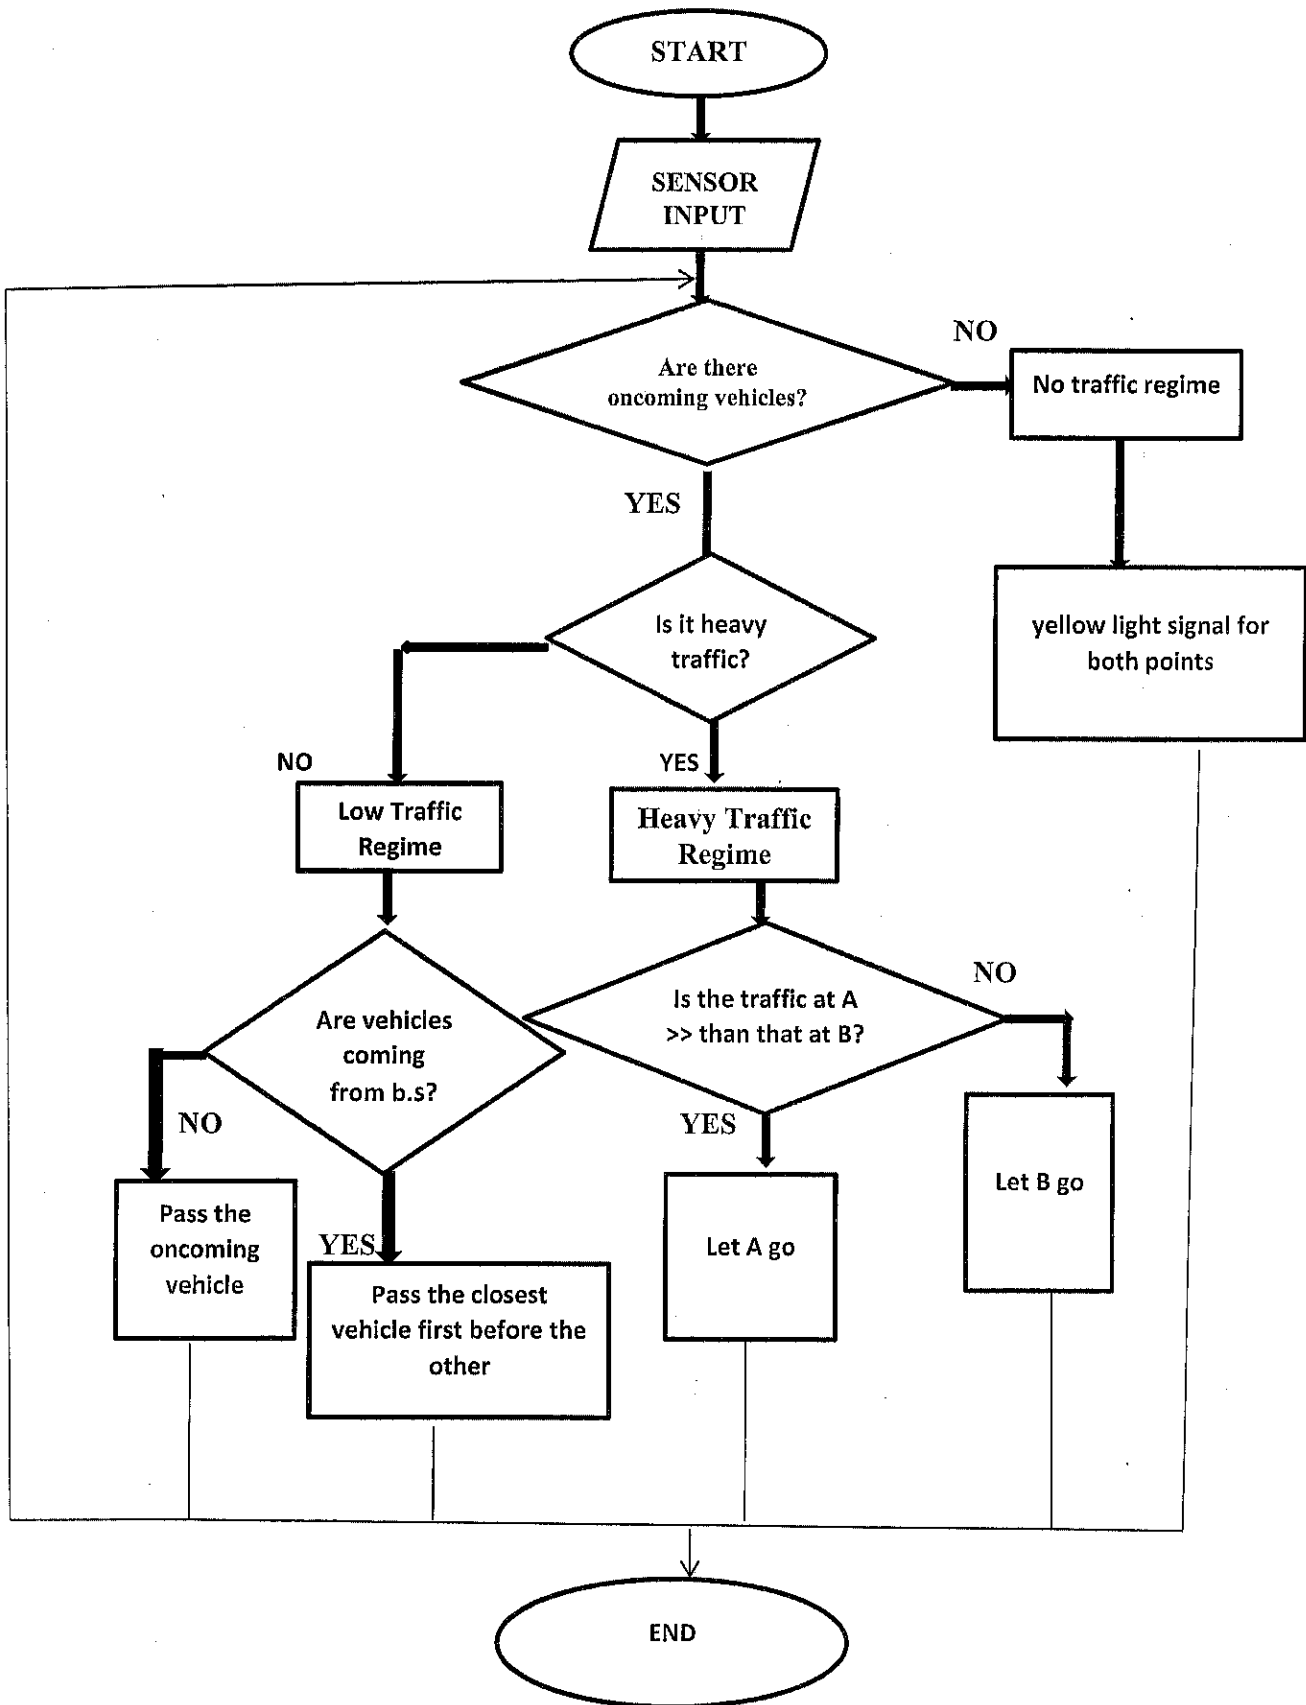 START
SENSOR
INPUT
Are there
oncoming vehicles?
NO
No traffic regime
YES
yellow light signal for
both points
Is it heavy
traffic?
NO
YES
Low Traffic
Regime
Heavy Traffic
Regime
Are vehicles
coming
from b.s?
Is the traffic at A
>> than that at B?
NO
NO
YES
Pass the
oncoming
vehicle
YES
Pass the closest
vehicle first before the
other
Let A go
Let B go
END